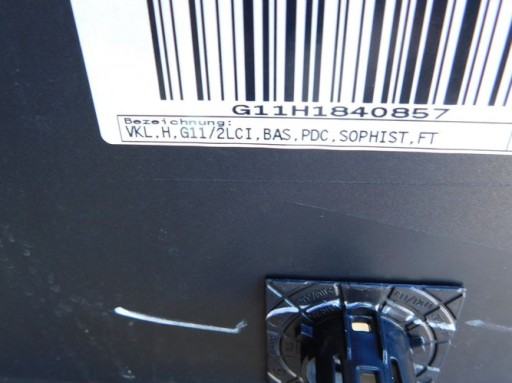 G11H1840857
Bezeichnung:
VKL,H,G11/2LCI,BAS,PDC,SOPHIST,FT